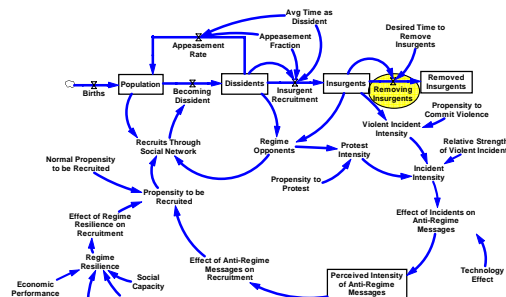 Avg Time as
Dissident
Desired Time to
Remove
Insurgents
Appeasement
Rate
Appeasement
Fraction
Births
Population
Becoming
Dissident
Dissidents
Insurgent
Recruitment
Insurgents
Removing
Insurgents
Removed
Insurgents
Propensity to
Commit Violence
Violent Incident
Intensity
Recruits Through
Social Network
Regime
Opponents
Protest
Intensity
Relative Strength
of Violent Incident
Normal Propensity
to be Recruited
Propensity to
Protest
Incident
Intensity
Propensity to be
Recruited
Effect of Regime
Resilience on
Recruitment
Effect of Incidents on
Anti-Regime
Messages
Regime
Resilience
Effect of Anti-Regime
Messages on
Recruitment
Social
Capacity
Economic
Performance
Perceived Intensity
of Anti-Regime
Messages
Technology
Effect